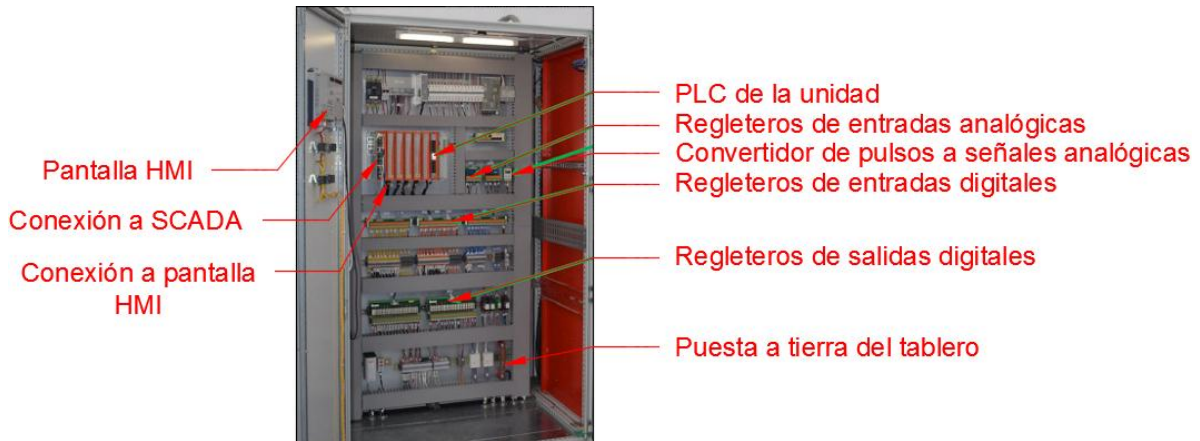 PLC de la unidad
Regleteros de entradas analógicas
Convertidor de pulsos a señales analógicas
Regleteros de entradas digitales
Regleteros de salidas digitales
Puesta a tierra del tablero
Pantalla HMI
Conexión a SCADA
Conexión a pantalla
HMI